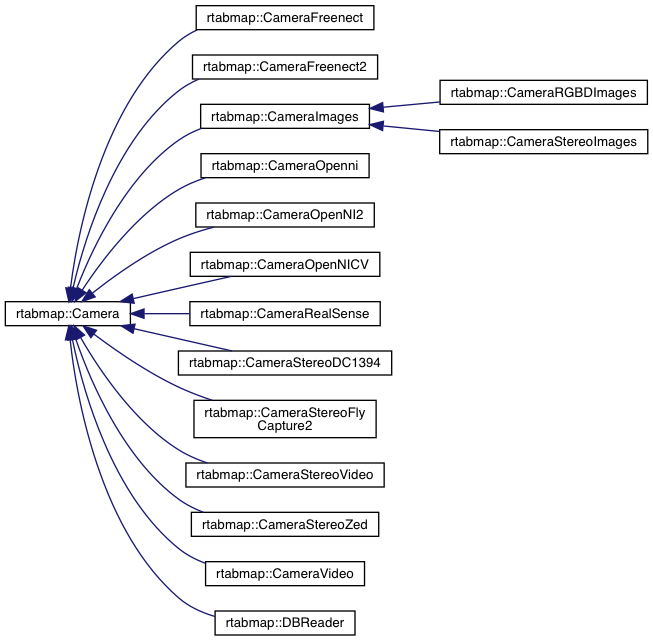 rtabmap::CameraFreenect
rtabmap::CameraFreenect2
rtabmap::CameraRGBDImages
rtabmap::CameraImages
rtabmap::CameraStereoImages
rtabmap::CameraOpenni
rtabmap::CameraOpenNI2
rtabmap::CameraOpenNICV
rtabmap::Camera
rtabmap::CameraRealSense
rtabmap::CameraStereoDC1394
rtabmap::CameraStereoFly
Capture2
rtabmap::CameraStereoVideo
rtabmap::CameraStereoZed
rtabmap::CameraVideo
rtabmap::DBReader